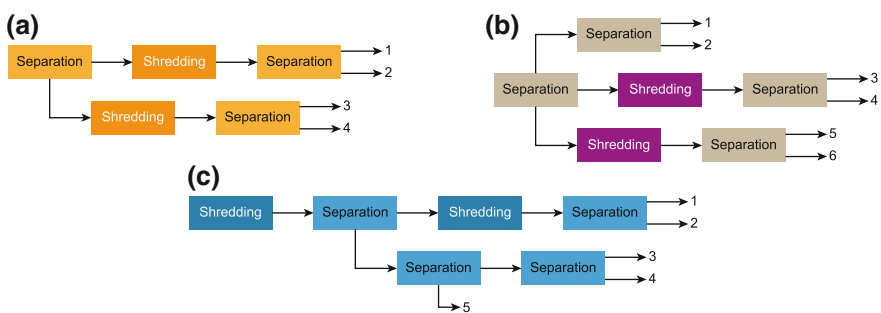 (a)
Separation
Shredding
Separation
1
2
Shredding
Separation
3
4
(b)
Separation
1
2
Separation
Shredding
Separation
3
4
Shredding
Separation
5
6
(c)
Shredding
Separation
Shredding
Separation
1
2
Separation
Separation
3
4
5